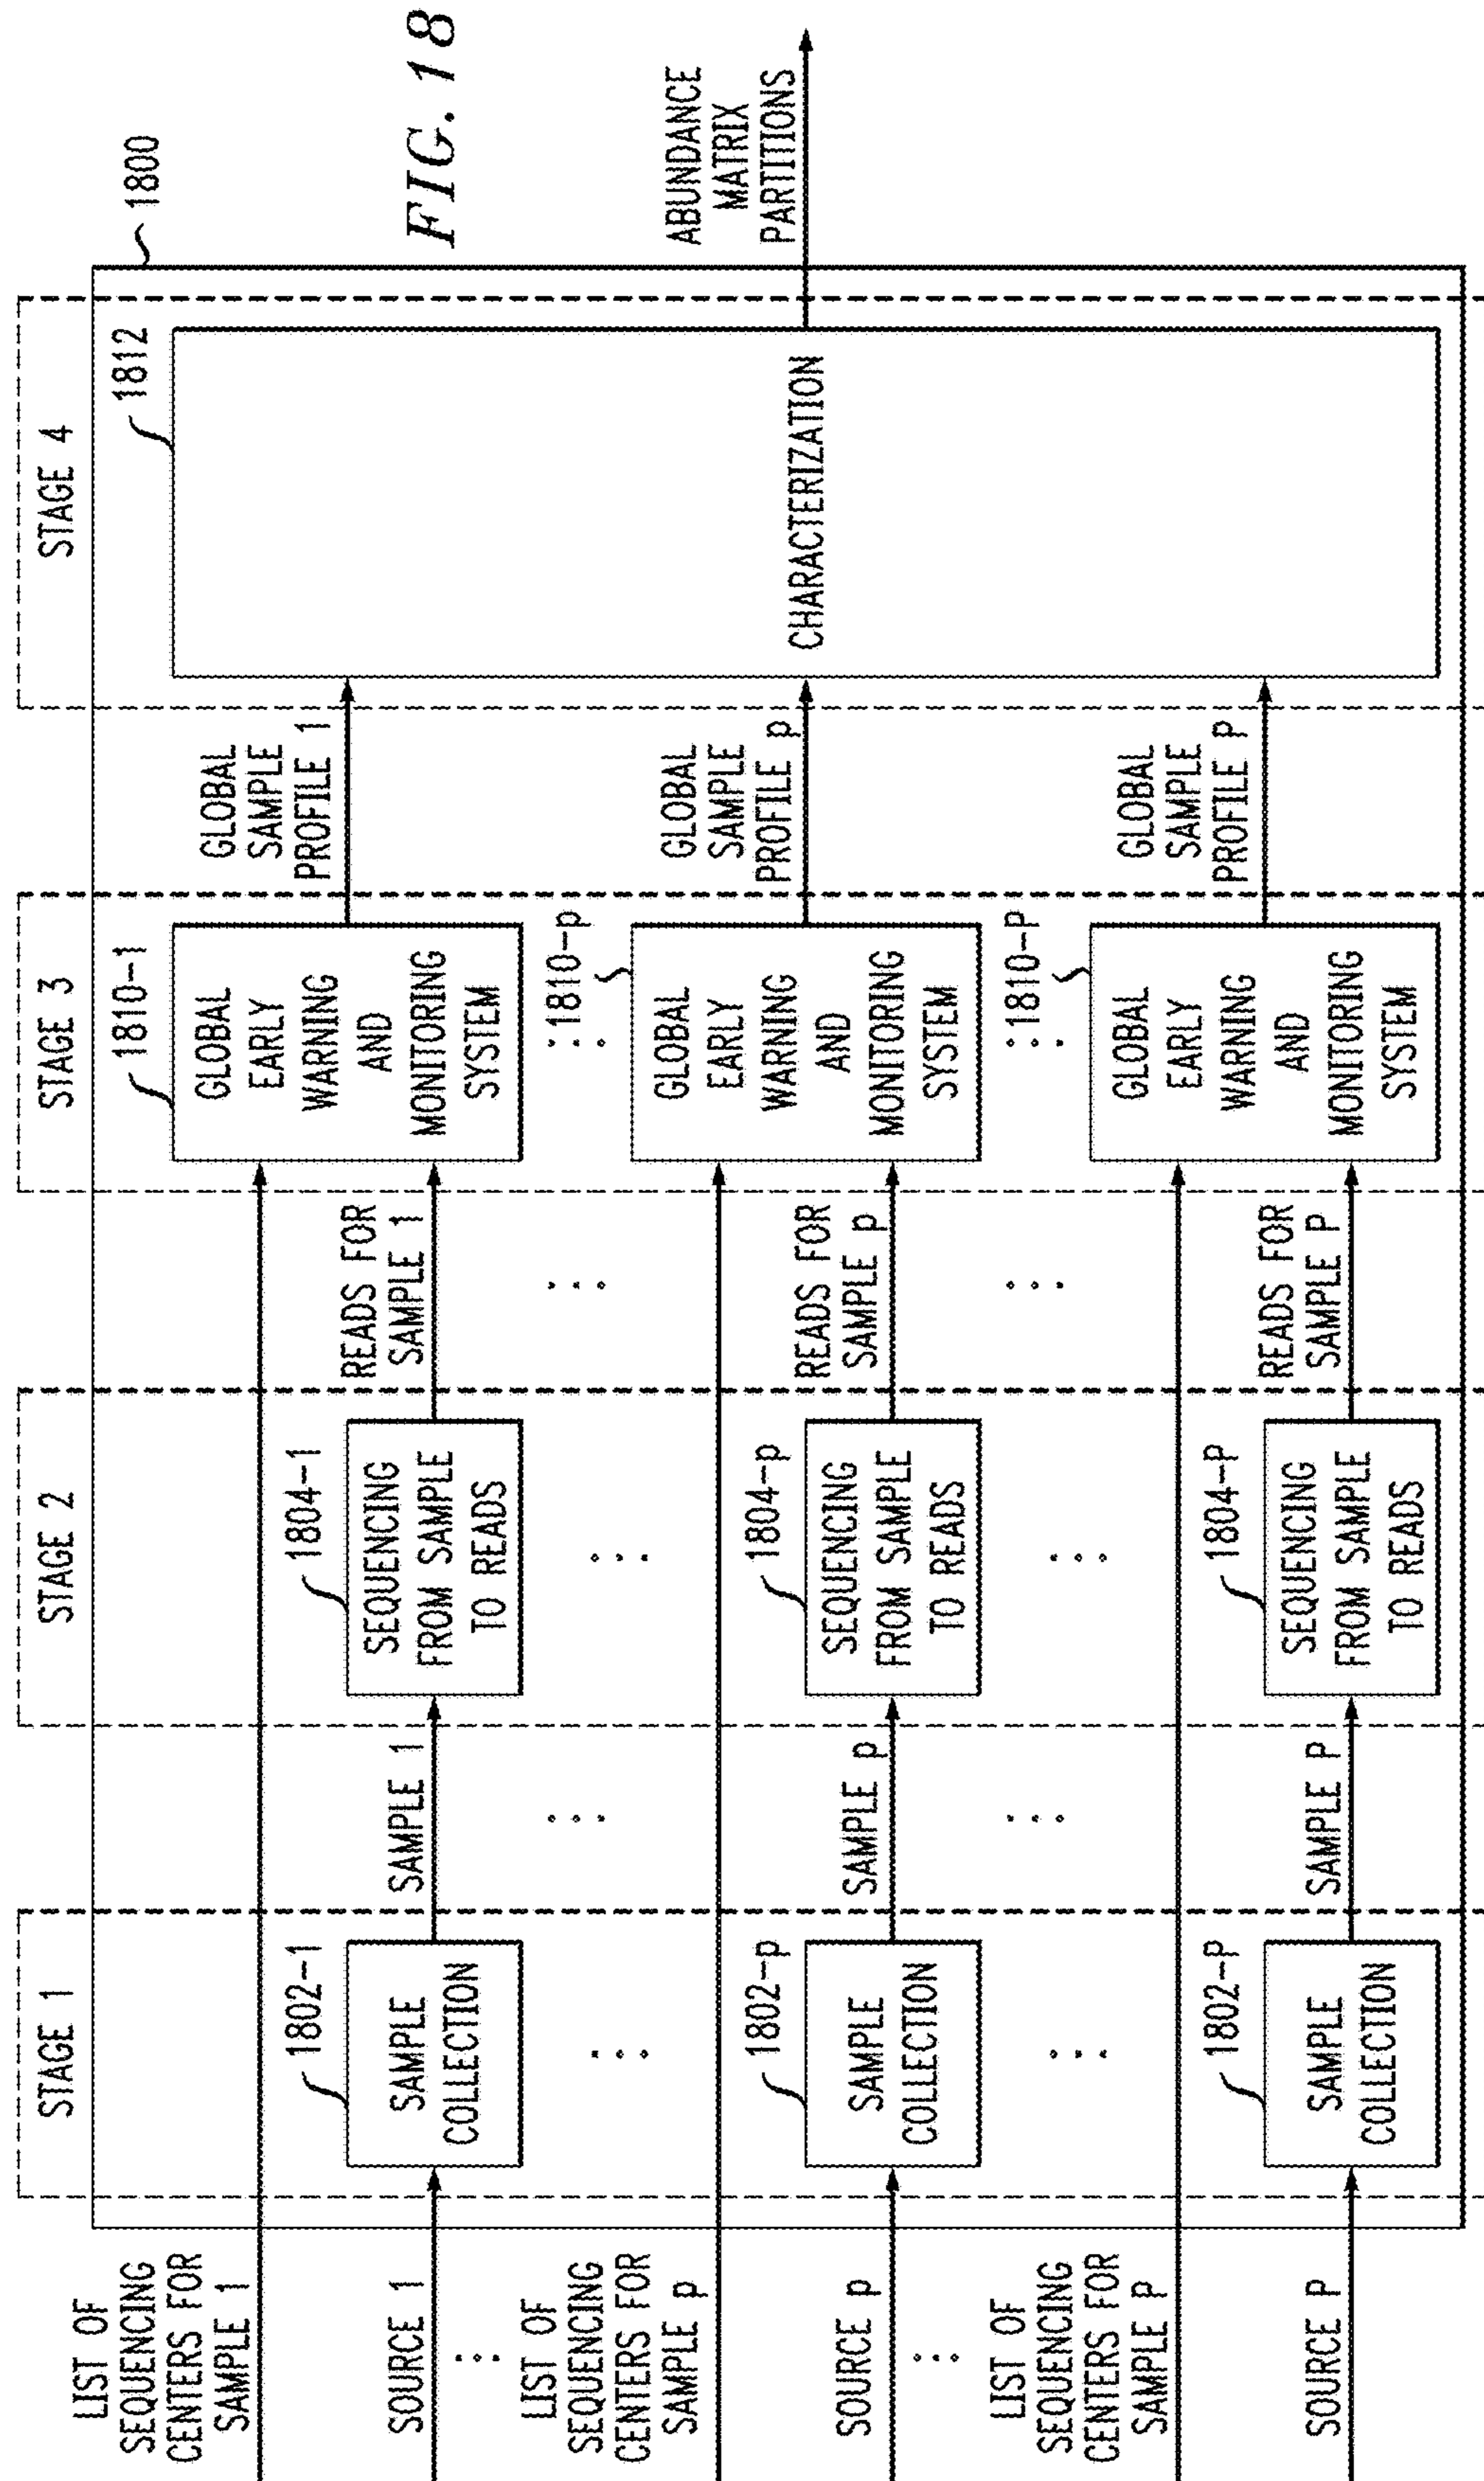 FIG. 18
1800
STAGE 1
STAGE 2
STAGE 3
STAGE 4
LIST OF
SEQUENCING
CENTERS FOR
SAMPLE 1
SOURCE 1
1802-1
SAMPLE
COLLECTION
SAMPLE 1
1804-1
SEQUENCING
FROM SAMPLE
TO READS
READS FOR
SAMPLE 1
1810-1
GLOBAL
EARLY
WARNING
AND
MONITORING
SYSTEM
GLOBAL
SAMPLE
PROFILE 1
1812
CHARACTERIZATION
ABUNDANCE
MATRIX
PARTITIONS
LIST OF
SEQUENCING
CENTERS FOR
SAMPLE p
SOURCE p
1802-p
SAMPLE
COLLECTION
SAMPLE p
1804-p
SEQUENCING
FROM SAMPLE
TO READS
READS FOR
SAMPLE p
1810-p
GLOBAL
EARLY
WARNING
AND
MONITORING
SYSTEM
GLOBAL
SAMPLE
PROFILE p
LIST OF
SEQUENCING
CENTERS FOR
SAMPLE P
SOURCE P
1802-P
SAMPLE
COLLECTION
SAMPLE P
1804-P
SEQUENCING
FROM SAMPLE
TO READS
READS FOR
SAMPLE P
1810-P
GLOBAL
EARLY
WARNING
AND
MONITORING
SYSTEM
GLOBAL
SAMPLE
PROFILE P